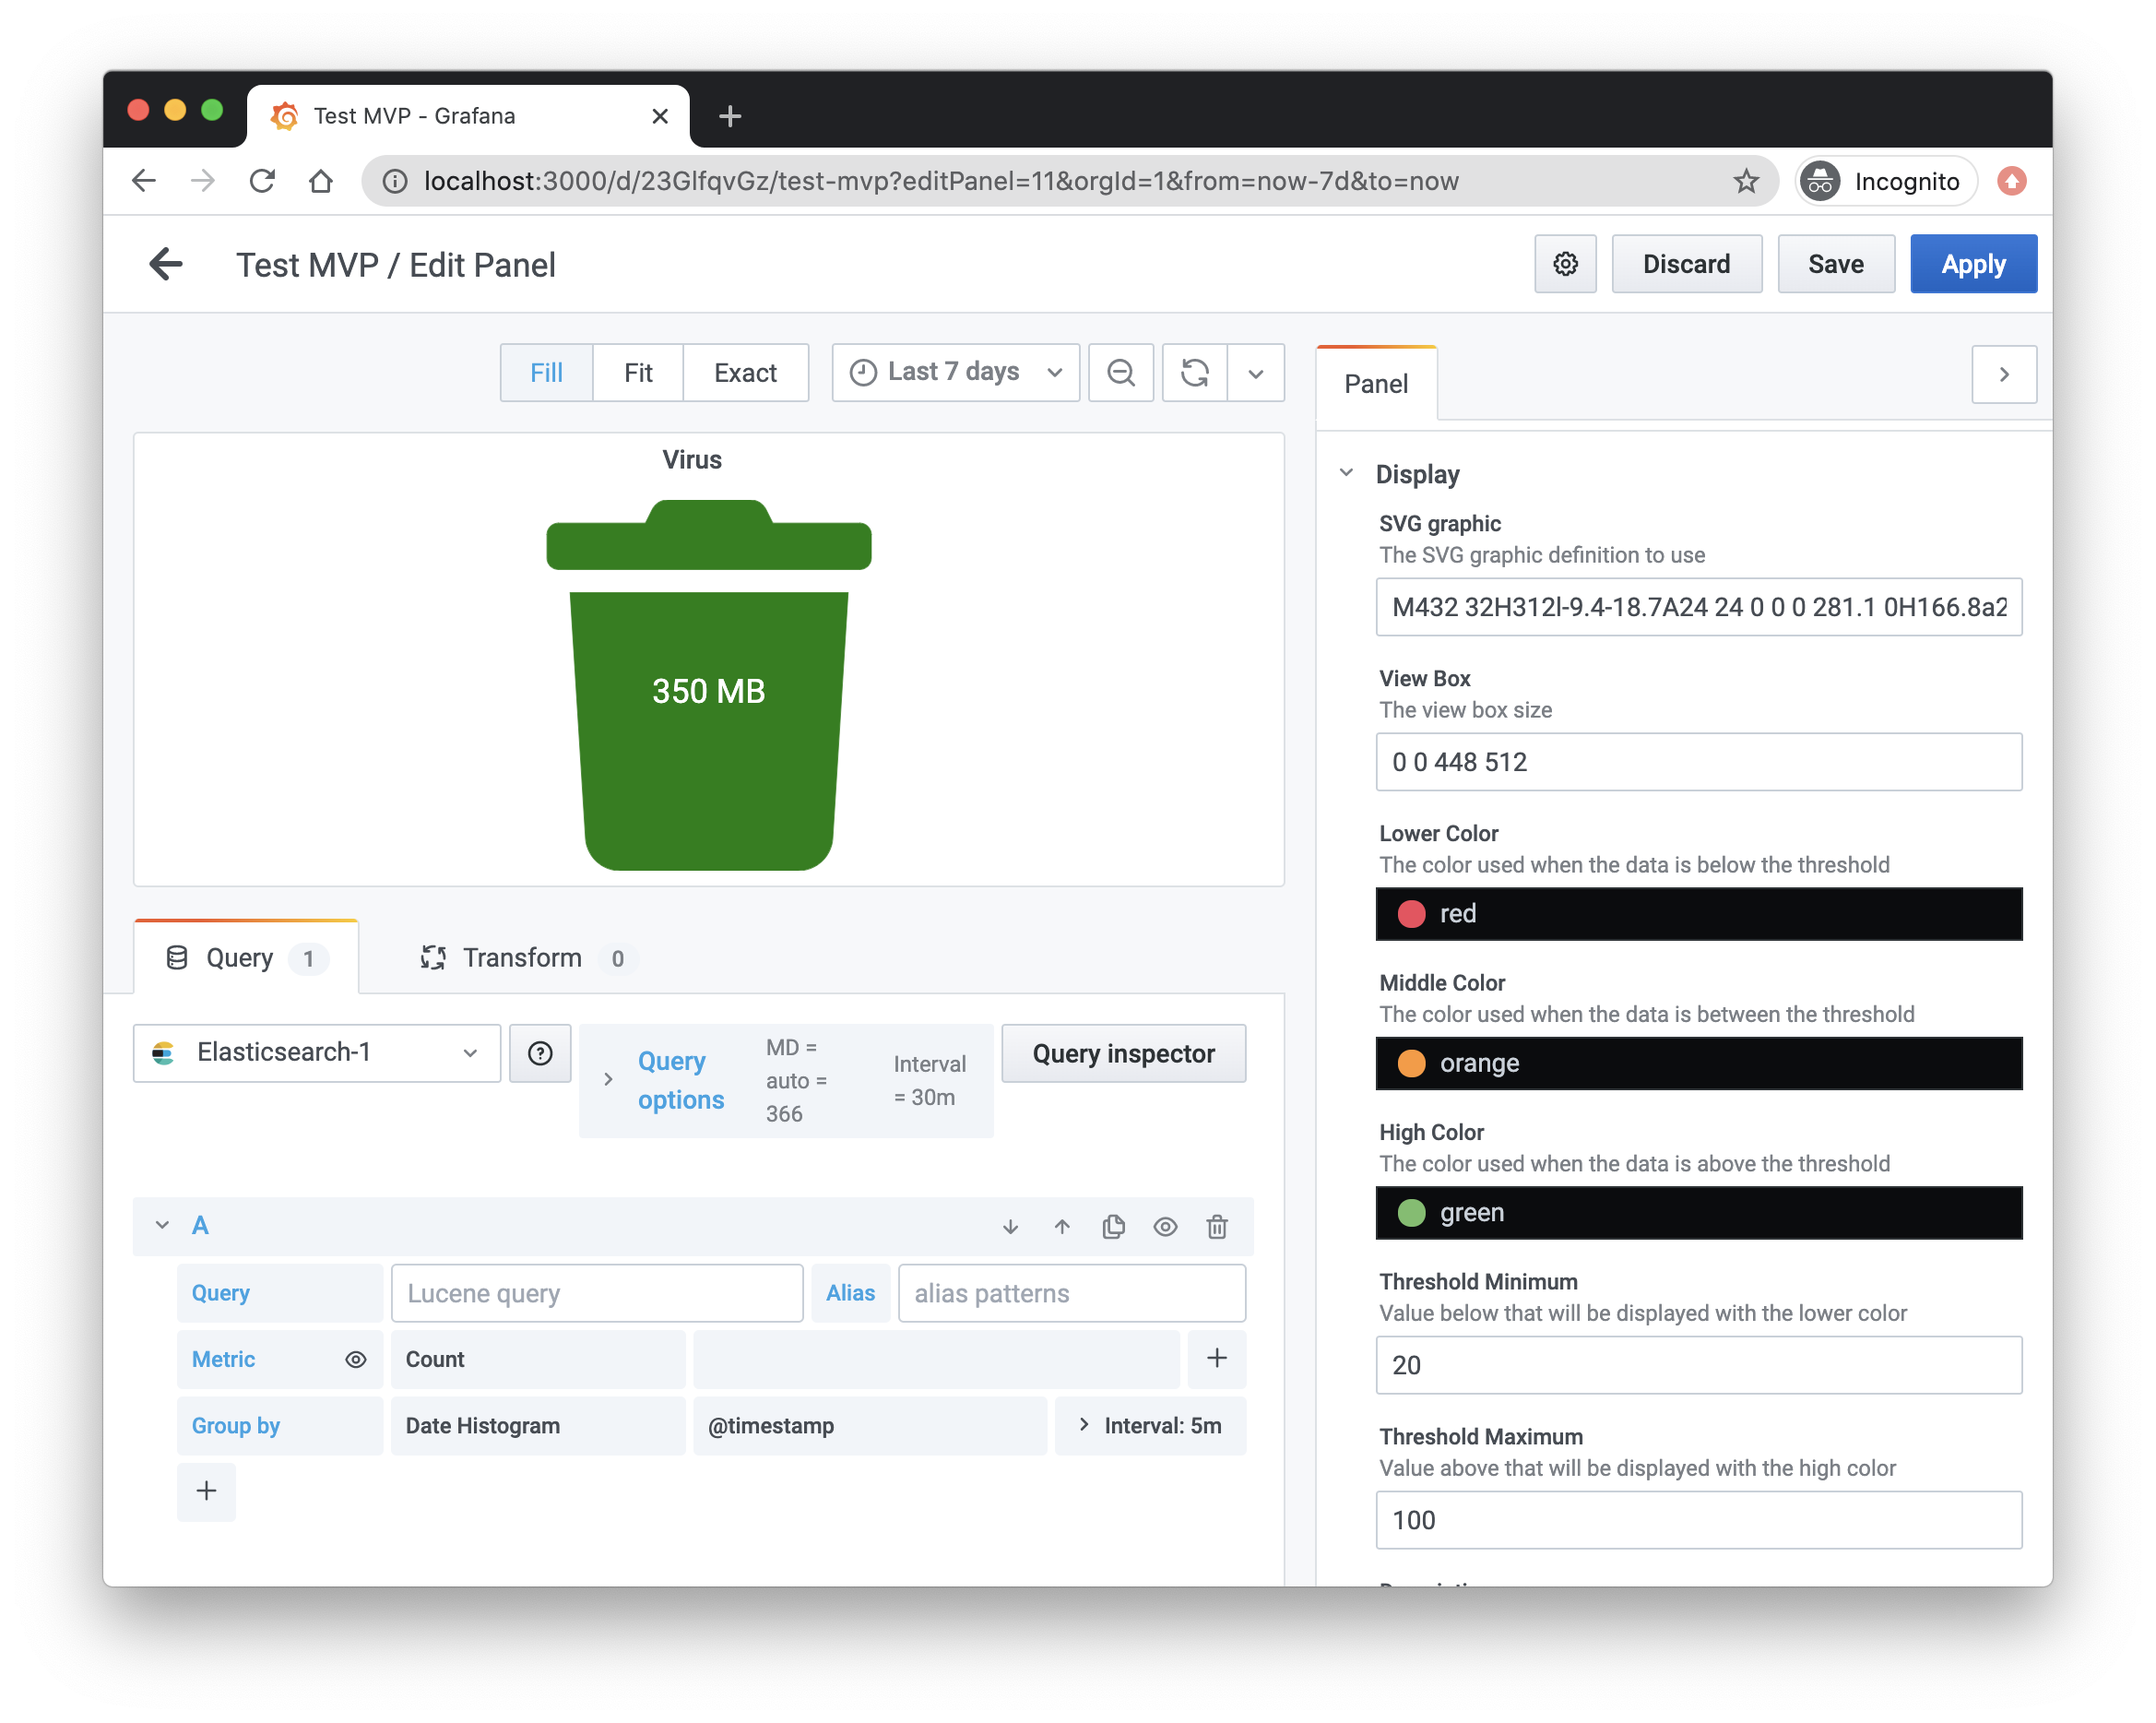 Test MVP - Grafana
localhost:3000/d/23GlfqvGz/test-mvp?editPanel=11&orgId=1&from=now-7d&to=now
Incognito
Test MVP / Edit Panel
Discard
Save
Apply
Fill
Fit
Exact
Last 7 days
Virus
350 MB
Query 1
Transform 0
Elasticsearch-1
Query
options
MD =
auto =
366
Interval
= 30m
Query inspector
A
Query
Lucene query
Alias
alias patterns
Metric
Count
Group by
Date Histogram
@timestamp
Interval: 5m
Panel
Display
SVG graphic
The SVG graphic definition to use
M432 32H312l-9.4-18.7A24 24 0 0 0 281.1 0H166.8a2
View Box
The view box size
0 0 448 512
Lower Color
The color used when the data is below the threshold
red
Middle Color
The color used when the data is between the threshold
orange
High Color
The color used when the data is above the threshold
green
Threshold Minimum
Value below that will be displayed with the lower color
20
Threshold Maximum
Value above that will be displayed with the high color
100